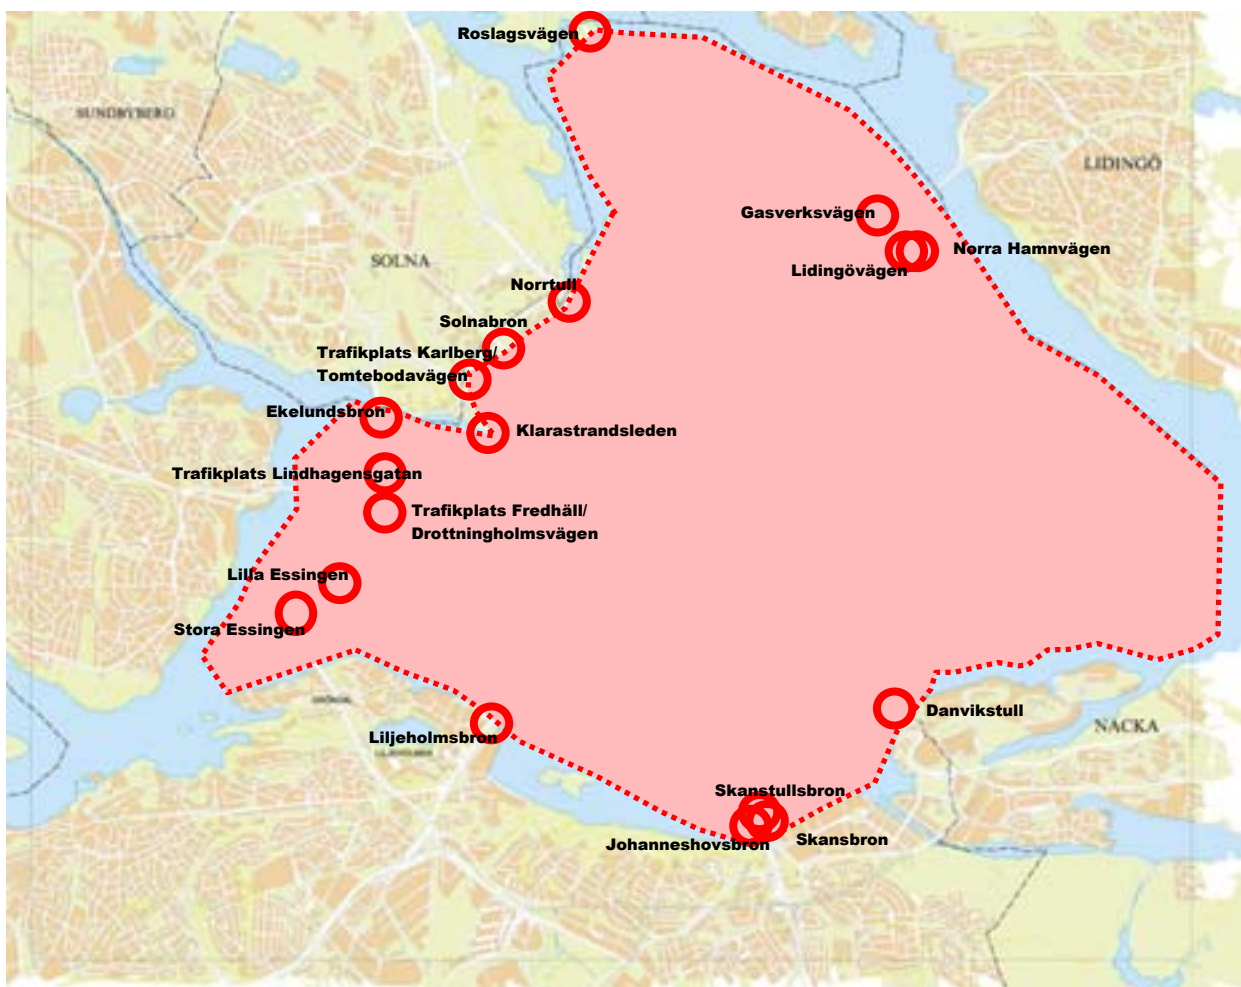 Roslagsvägen
SUNDBYBERG
LIDINGÖ
Gasverksvägen
Norra Hamnvägen
SOLNA
Lidingövägen
Norrtull
Solnabron
Trafikplats Karlberg/
Tomtebodavägen
Ekelundsbron
Klarastrandsleden
Trafikplats Lindhagensgatan
Trafikplats Fredhäll/
Drottningholmsvägen
Lilla Essingen
Stora Essingen
Danvikstull
NACKA
Liljeholmsbron
Skanstullsbron
Skansbron
Johanneshovsbron